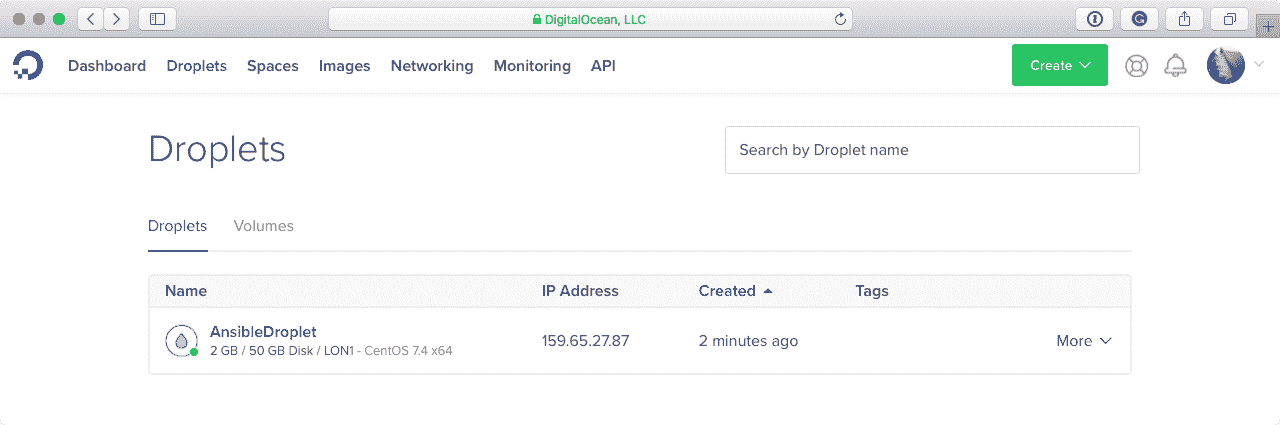 DigitalOcean, LLC
Dashboard Droplets Spaces Images Networking Monitoring API Create
Droplets
Search by Droplet name
Droplets Volumes
Name IP Address Created Tags
AnsibleDroplet
2 GB / 50 GB Disk / LON1 - CentOS 7.4 x64
159.65.27.87 2 minutes ago More